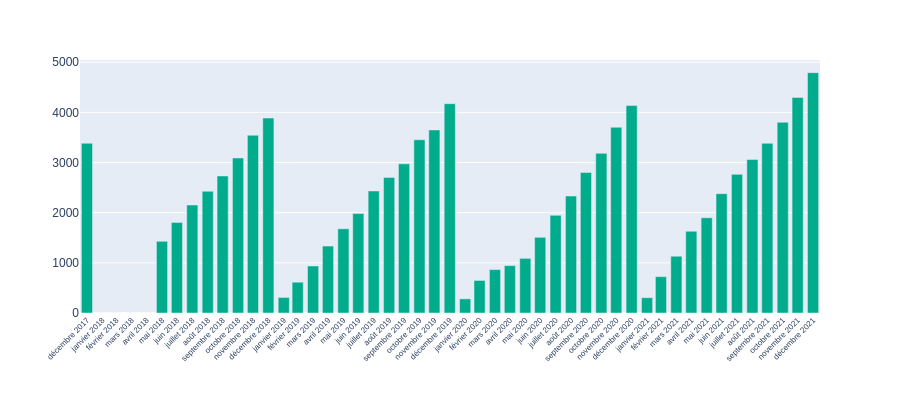 5000
4000
3000
2000
1000
0
décembre 2017
janvier 2018
février 2018
mars 2018
avril 2018
mai 2018
juin 2018
juillet 2018
août 2018
septembre 2018
octobre 2018
novembre 2018
décembre 2018
janvier 2019
février 2019
mars 2019
avril 2019
mai 2019
juin 2019
juillet 2019
août 2019
septembre 2019
octobre 2019
novembre 2019
décembre 2019
janvier 2020
février 2020
mars 2020
avril 2020
mai 2020
juin 2020
juillet 2020
août 2020
septembre 2020
octobre 2020
novembre 2020
décembre 2020
janvier 2021
février 2021
mars 2021
avril 2021
mai 2021
juin 2021
juillet 2021
août 2021
septembre 2021
octobre 2021
novembre 2021
décembre 2021